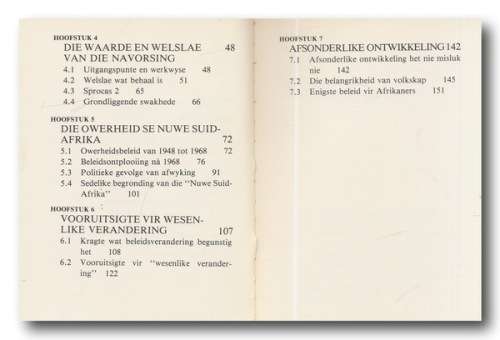 HOOFSTUK 4
DIE WAARDE EN WELSLAE 48
VAN DIE NAVORSING
4.1 Uitgangspunte en werkwyse 48
4.2 Welslae wat behaal is 51
4.3 Sprocas 2 65
4.4 Grondliggende swakhede 66
HOOFSTUK 5
DIE OWERHEID SE NUWE SUID-
AFRIKA 72
5.1 Owerheidsbeleid van 1948 tot 1968 72
5.2 Beleidsontplooiing ná 1968 76
5.3 Politieke gevolge van afwyking 91
5.4 Sedelike begronding van die "Nuwe Suid-
Afrika" 101
HOOFSTUK 6
VOORUITSIGTE VIR WESEN-
LIKE VERANDERING 107
6.1 Kragte wat beleidsverandering begunstig
het 108
6.2 Vooruitsigte vir "wesenlike verander-
ing" 122
HOOFSTUK 7
AFSONDERLIKE ONTWIKKELING 142
7.1 Afsonderlike ontwikkeling het nie misluk
nie 142
7.2 Die belangrikheid van volkskap 145
7.3 Enigste beleid vir Afrikaners 151